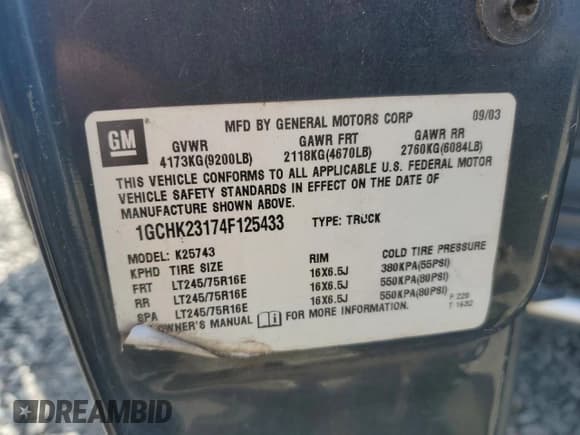 GM
MFD BY GENERAL MOTORS CORP 09/03
GVWR GAWR FRT GAWR RR
4173KG(9200LB) 2118KG(4670LB) 2760KG(6084LB)
THIS VEHICLE CONFORMS TO ALL APPLICABLE U.S. FEDERAL MOTOR
VEHICLE SAFETY STANDARDS IN EFFECT ON THE DATE OF
MANUFACTURE SHOWN ABOVE.
1GCHK23174F125433 TYPE: TRUCK
MODEL: K25743
KPHD TIRE SIZE RIM COLD TIRE PRESSURE
FRT LT245/75R16E 16X6.5J 380KPA(55PSI)
RR LT245/75R16E 16X6.5J 550KPA(80PSI)
SPA LT245/75R16E 16X6.5J 550KPA(80PSI)
OWNER'S MANUAL FOR MORE INFORMATION.
P 220
T 1632
DREAMBID